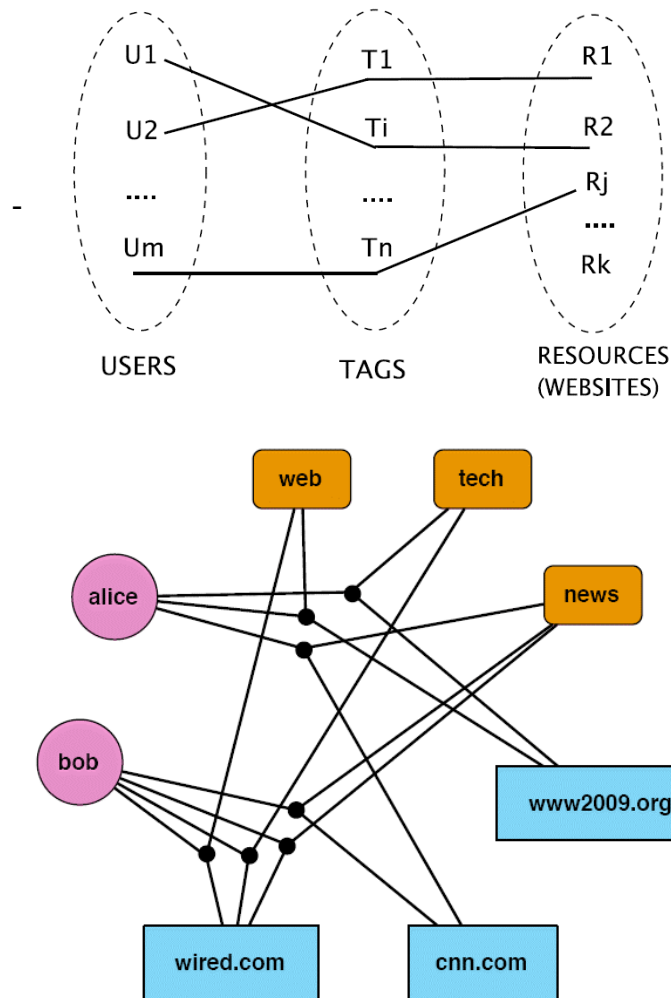 U1 T1 R1
U2 Ti R2
.... .... Rj
- ....
Um Tn Rk
USERS TAGS RESOURCES
(WEBSITES)
web tech
alice news
bob
www2009.org
wired.com cnn.com